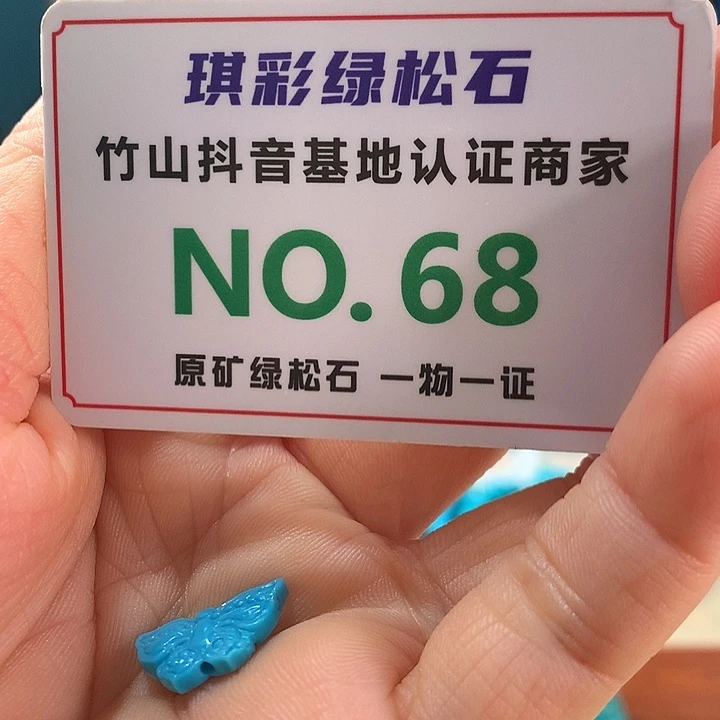 琪彩绿松石
竹山抖音基地认证商家
NO. 68
原矿绿松石 一物一证